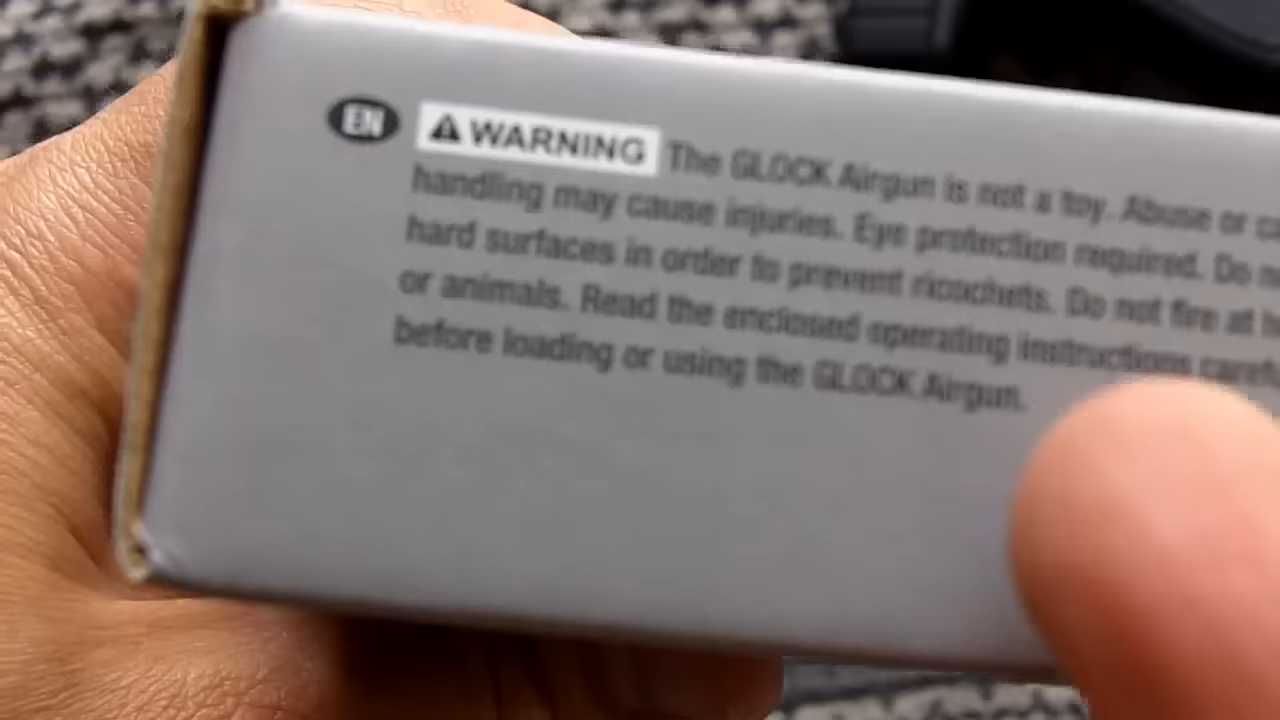 EN WARNING The GLOCK Airgun is not a toy. Abuse or
handling may cause injuries. Eye protection required. Do
hard surfaces in order to prevent ricochets. Do not fire at
or animals. Read the enclosed operating instructions
before loading or using the GLOCK Airgun.